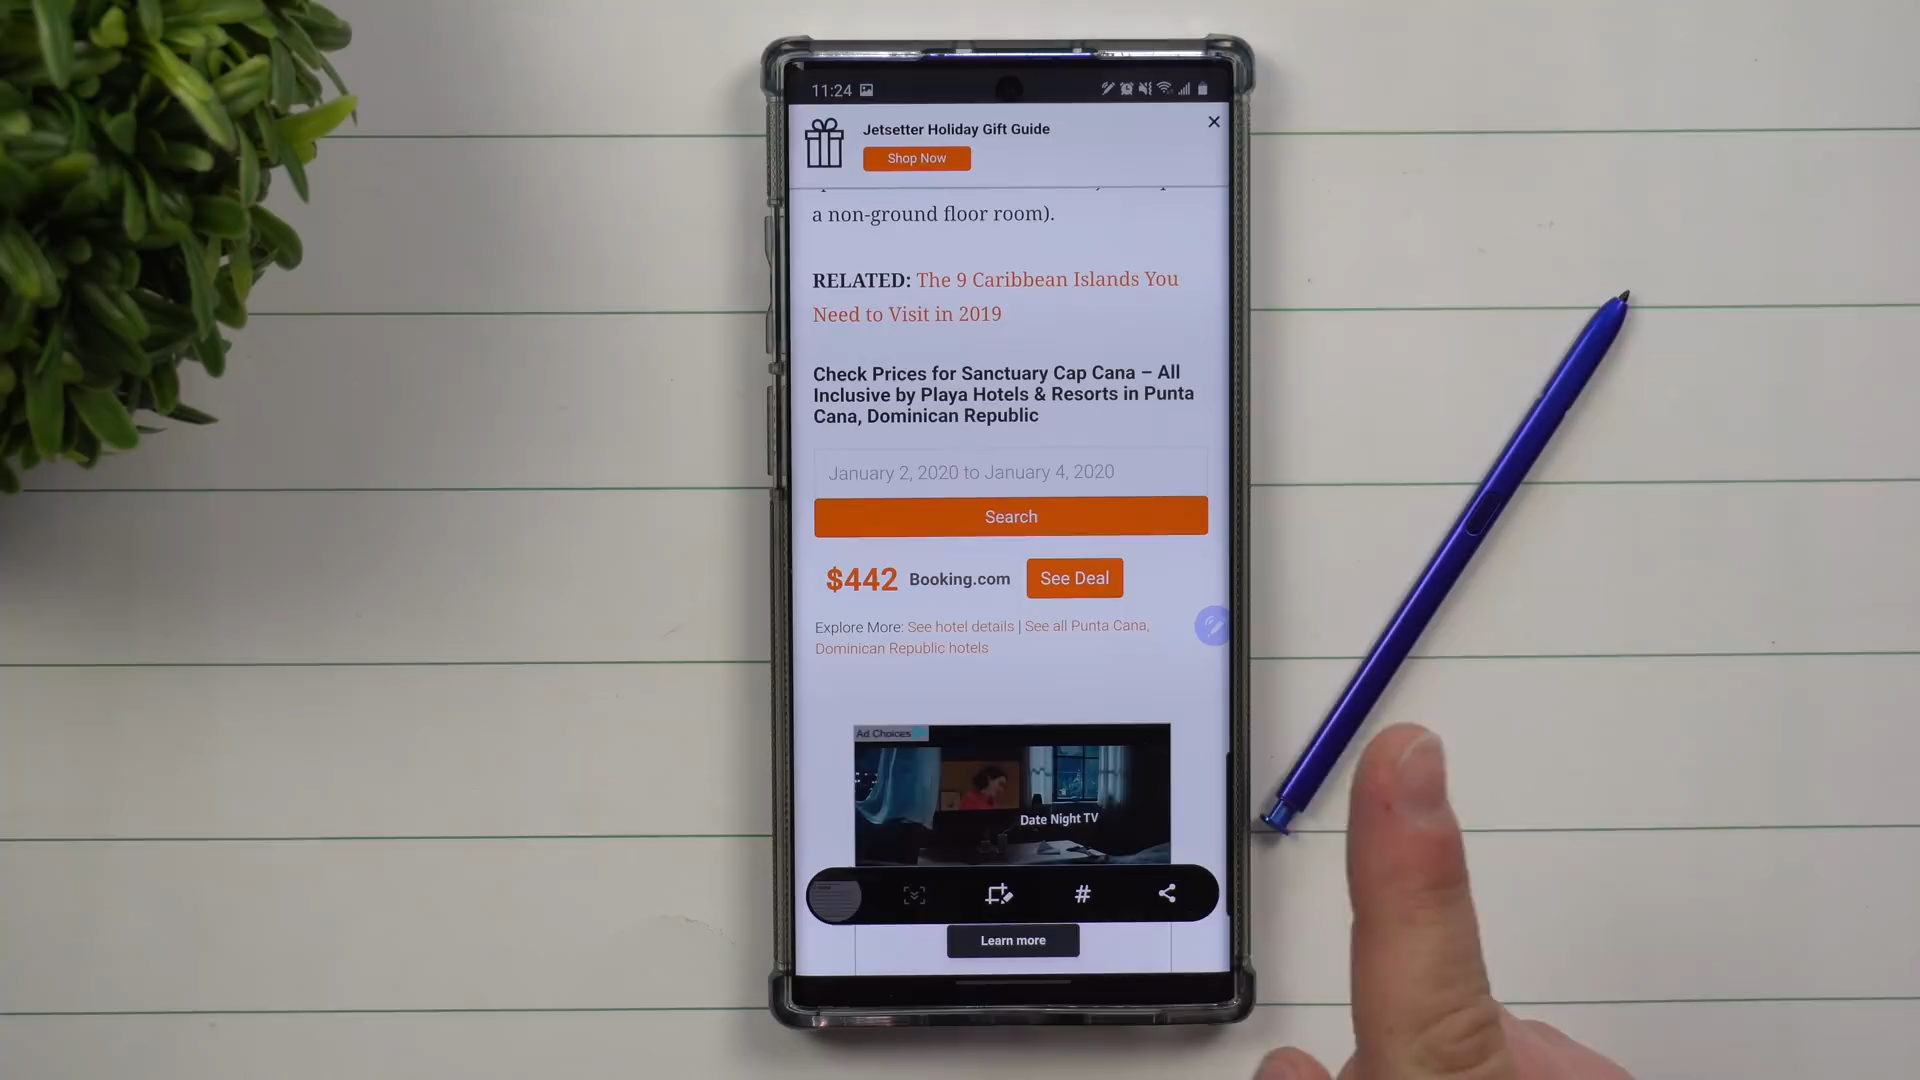 11:24
Jetsetter Holiday Gift Guide
Shop Now
a non-ground floor room).
RELATED: The 9 Caribbean Islands You
Need to Visit in 2019
Check Prices for Sanctuary Cap Cana – All
Inclusive by Playa Hotels & Resorts in Punta
Cana, Dominican Republic
January 2, 2020 to January 4, 2020
Search
$442 Booking.com See Deal
Explore More: See hotel details | See all Punta Cana,
Dominican Republic hotels
Ad Choices
Date Night TV
#
Learn more